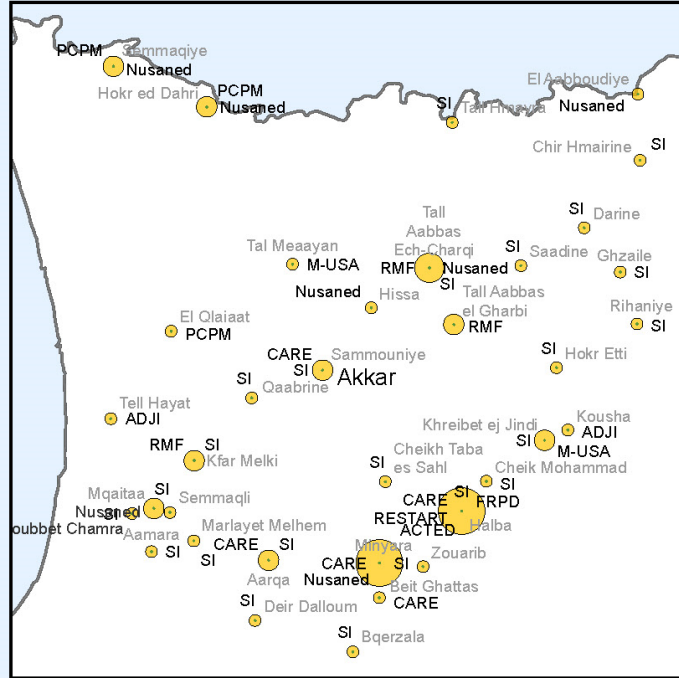 PCPM Semmaqiye
Nusaned
Hokr ed Dahri PCPM
Nusaned
El Aaboudiye
Nusaned
SI
Tall Hmayra
SI
Chir Hmairine
SI
Darine
Tall
Aabbas
Ech-Charqi
RMF Nusaned
SI
Tal Meaayan
M-USA
SI
Saadine
Ghzaile
SI
Nusaned
Hissa
Tall Aabbas
el Gharbi
RMF
Rihaniye
SI
El Qlaiaat
PCPM
CARE Sammouniye
SI Akkar
SI
Hokr Etti
SI
Qaabrine
Tell Hayat
ADJI
Khreibet ej Jindi
SI
M-USA
Kousha
ADJI
RMF SI
Kfar Melki
Cheikh Taba
es Sahl
SI
Cheik Mohammad
SI
Mqaitaa SI
Nusaned
SI
Semmaqli
oubbet Chamra
CARE SI FRPD
RESTART
ACTED Halba
Aamara
SI
Marlayet Melhem
SI
CARE SI
Aarqa
Minyara
CARE SI
Nusaned
Zouarib
Beit Ghattas
CARE
SI Deir Dalloum
SI
Bqerzala